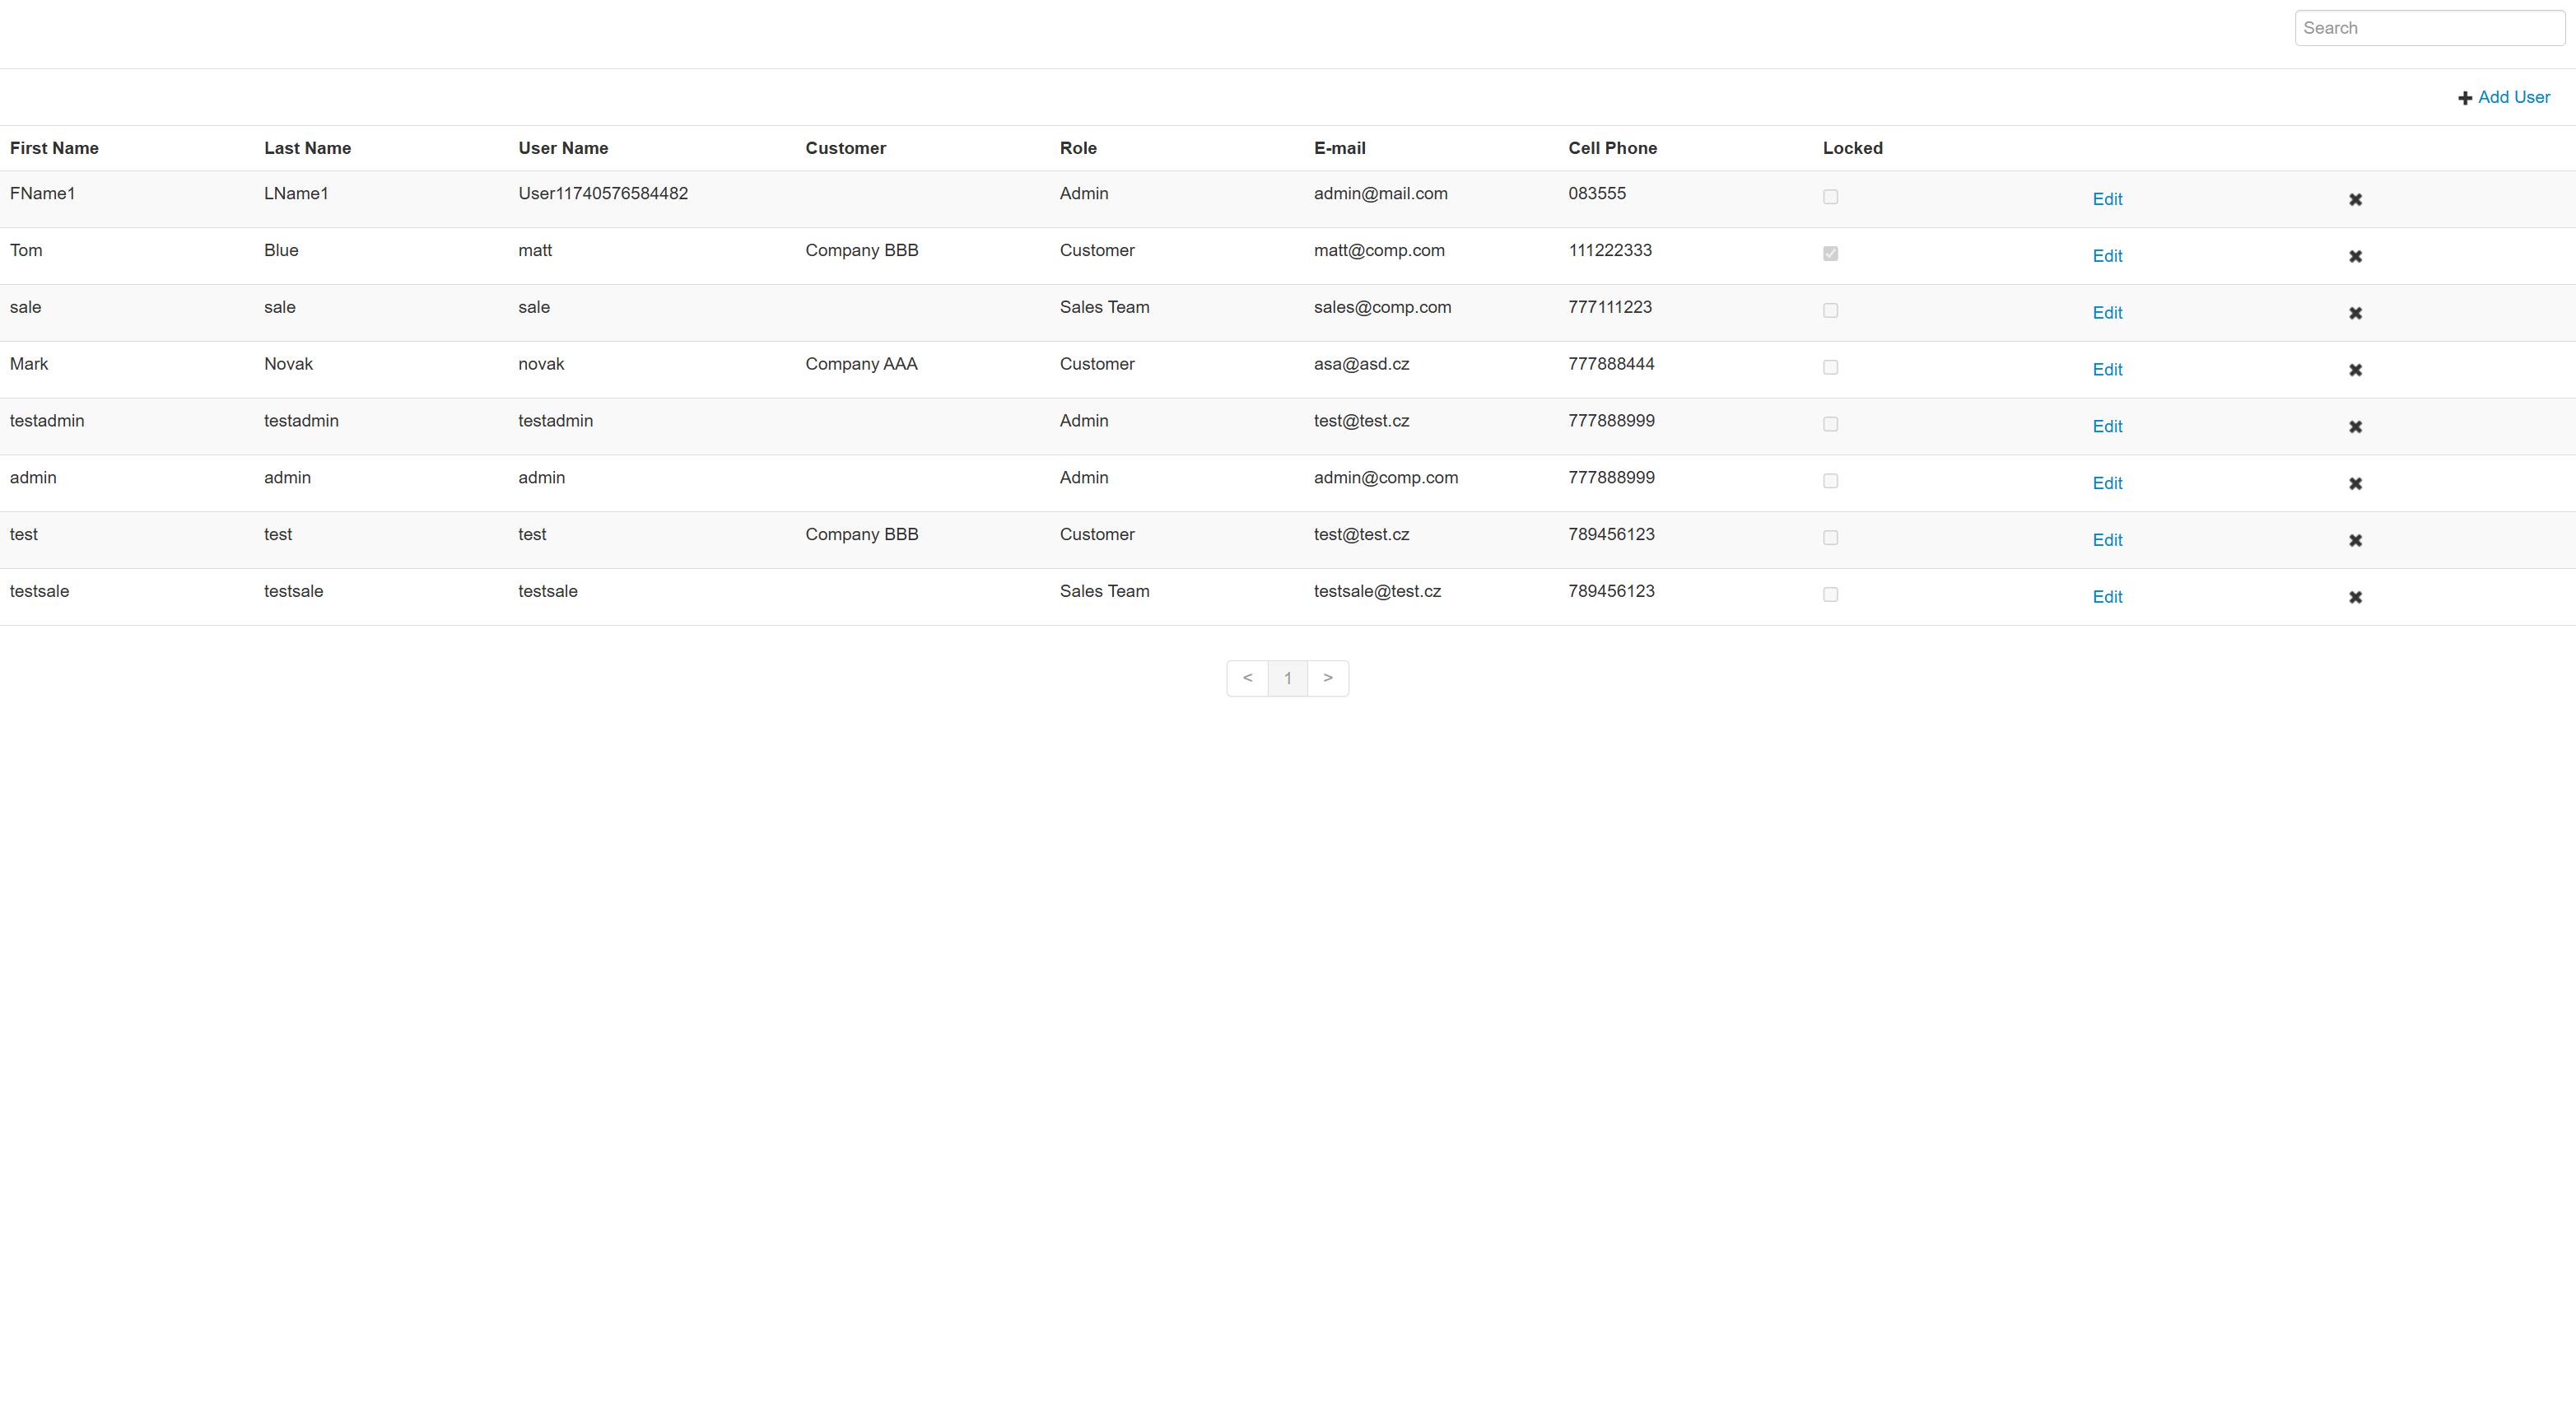 Search
Add User
First Name Last Name User Name Customer Role E-mail Cell Phone Locked
FName1 LName1 User11740576584482 Admin admin@mail.com 083555 Edit
Tom Blue matt Company BBB Customer matt@comp.com 111222333 Edit
sale sale sale Sales Team sales@comp.com 777111223 Edit
Mark Novak novak Company AAA Customer asa@asd.cz 777888444 Edit
testadmin testadmin testadmin Admin test@test.cz 777888999 Edit
admin admin admin Admin admin@comp.com 777888999 Edit
test test test Company BBB Customer test@test.cz 789456123 Edit
testsale testsale testsale Sales Team testsale@test.cz 789456123 Edit
< 1 >